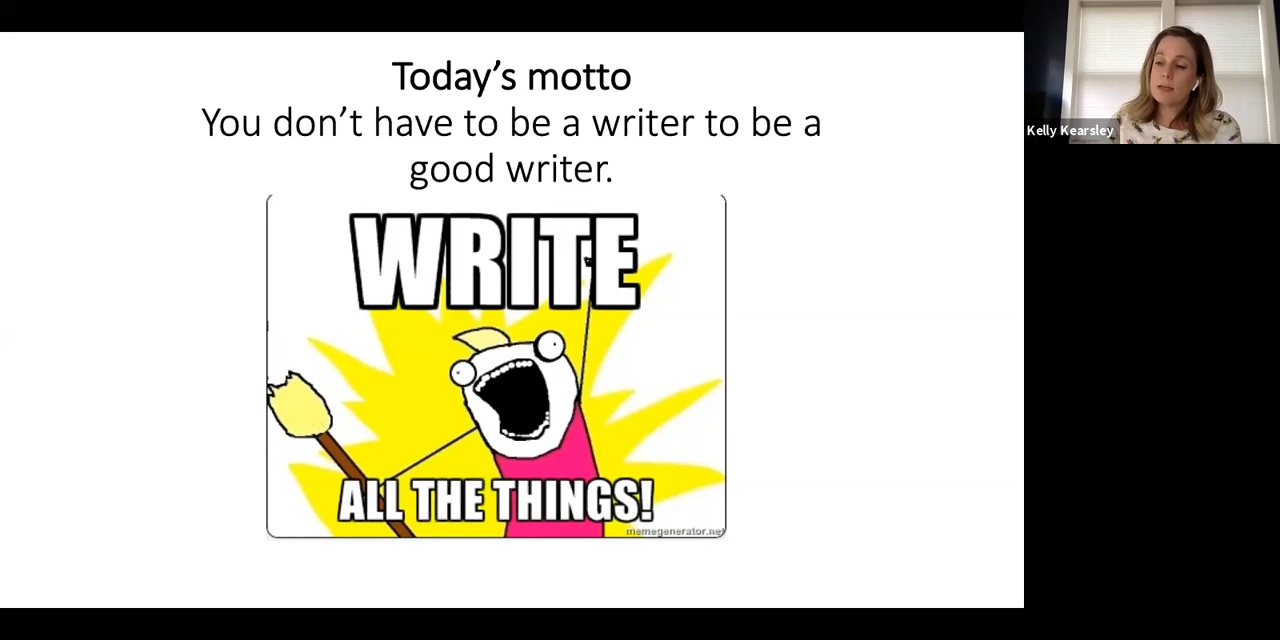 Today’s motto
You don’t have to be a writer to be a
good writer.
WRITE
ALL THE THINGS!
memegenerator.net
Kelly Kearsley